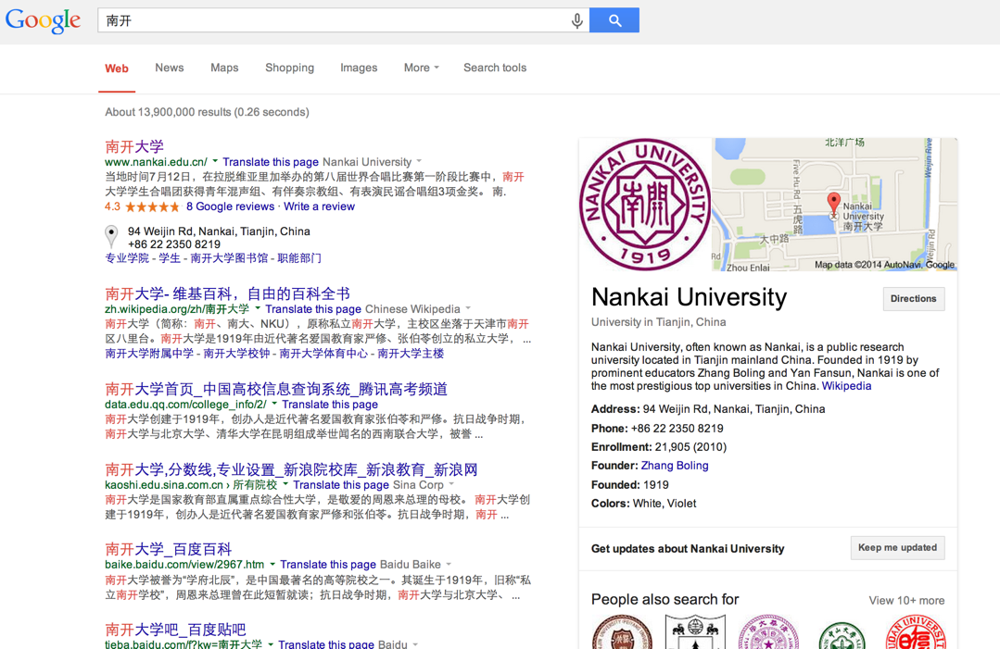 Google
南开
Web News Maps Shopping Images More Search tools
About 13,900,000 results (0.26 seconds)
南开大学
www.nankai.edu.cn/ Translate this page Nankai University
当地时间7月12日，在拉脱维亚里加举办的第八届世界合唱比赛第一阶段比赛中，南开
大学学生合唱团获得青年混声组、有伴奏宗教组、有表演民谣合唱组3项金奖。 南.
4.3 ★★★★★ 8 Google reviews · Write a review
94 Weijin Rd, Nankai, Tianjin, China
+86 22 2350 8219
专业学院 - 学生 - 南开大学图书馆 - 职能部门
南开大学- 维基百科，自由的百科全书
zh.wikipedia.org/zh/南开大学 Translate this page Chinese Wikipedia
南开大学（简称：南开、南大、NKU），原称私立南开大学，主校区坐落于天津市南开
区八里台。南开大学是1919年由近代著名爱国教育家严修、张伯苓创立的私立大学， ...
南开大学附属中学 - 南开大学校钟 - 南开大学体育中心 - 南开大学主楼
南开大学首页_中国高校信息查询系统_腾讯高考频道
data.edu.qq.com/college_info/2/ Translate this page
南开大学创建于1919年，创办人是近代著名爱国教育家张伯苓和严修。抗日战争时期，
南开大学与北京大学、清华大学在昆明组成举世闻名的西南联合大学，被誉 ...
南开大学,分数线,专业设置_新浪院校库_新浪教育_新浪网
kaoshi.edu.sina.com.cn › 所有院校 Translate this page Sina Corp
南开大学是国家教育部直属重点综合性大学，是敬爱的周恩来总理的母校。 南开大学创
建于1919年，创办人是近代著名爱国教育家严修和张伯苓。抗日战争时期，南开 ...
南开大学_百度百科
baike.baidu.com/view/2967.htm Translate this page Baidu Baike
南开大学被誉为“学府北辰”，是中国最著名的高等院校之一。其诞生于1919年，旧称“私
立南开学校”，周恩来总理曾在此短暂就读；抗日战争时期，南开大学与北京大学、 ...
南开大学吧_百度贴吧
tieba.baidu.com/f?kw=南开大学 Translate this page Baidu
NANKAI UNIVERSITY
南開
·1919·
北洋广场
Weijin River
Five Hu Rd 五虎路
Nankai
University
南开大学
大中路
Weijin Rd
Rd
Zhou Enlai
Map data ©2014 AutoNavi, Google
Nankai University
Directions
University in Tianjin, China
Nankai University, often known as Nankai, is a public research
university located in Tianjin mainland China. Founded in 1919 by
prominent educators Zhang Boling and Yan Fansun, Nankai is one of
the most prestigious top universities in China. Wikipedia
Address: 94 Weijin Rd, Nankai, Tianjin, China
Phone: +86 22 2350 8219
Enrollment: 21,905 (2010)
Founder: Zhang Boling
Founded: 1919
Colors: White, Violet
Get updates about Nankai University
Keep me updated
People also search for
View 10+ more